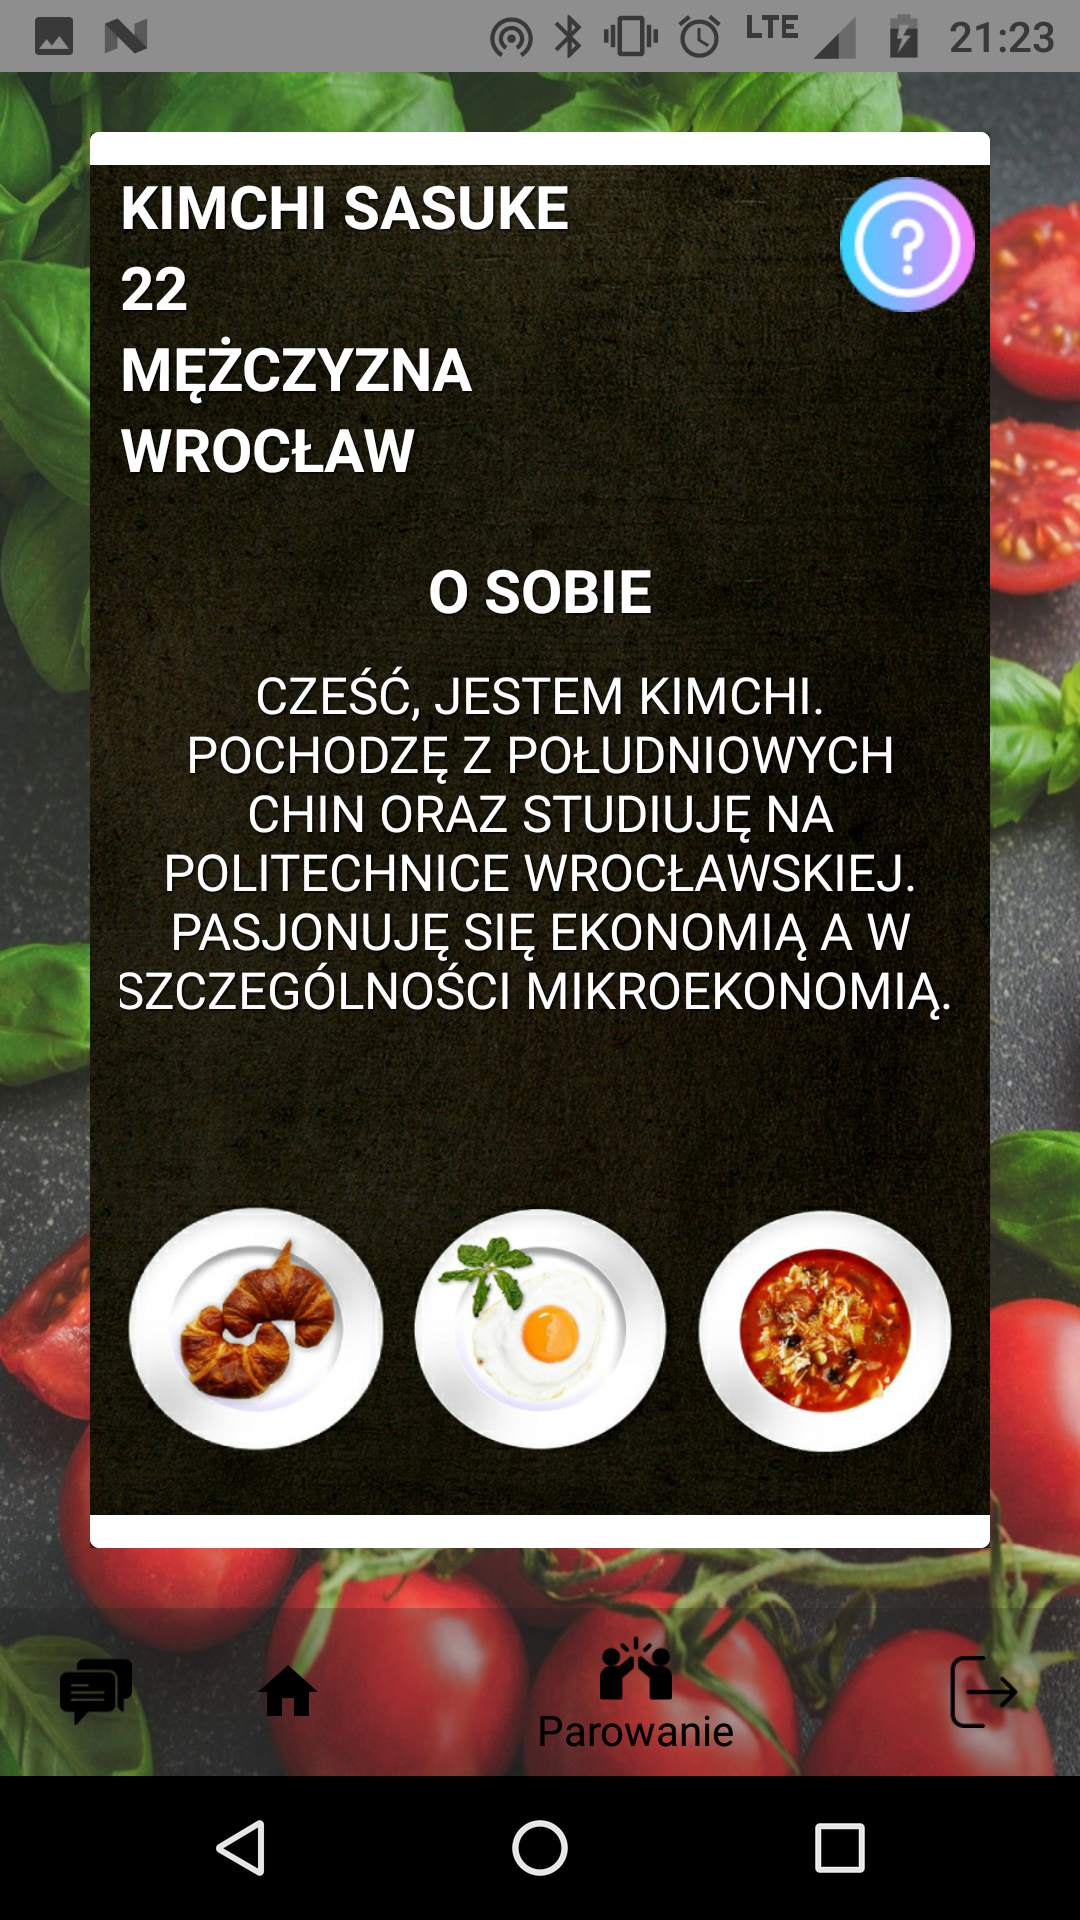 LTE 21:23
KIMCHI SASUKE
22
MĘŻCZYZNA
WROCŁAW
O SOBIE
CZEŚĆ, JESTEM KIMCHI.
POCHODZĘ Z POŁUDNIOWYCH
CHIN ORAZ STUDIUJĘ NA
POLITECHNICE WROCŁAWSKIEJ.
PASJONUJĘ SIĘ EKONOMIĄ A W
SZCZEGÓLNOŚCI MIKROEKONOMIĄ.
Parowanie